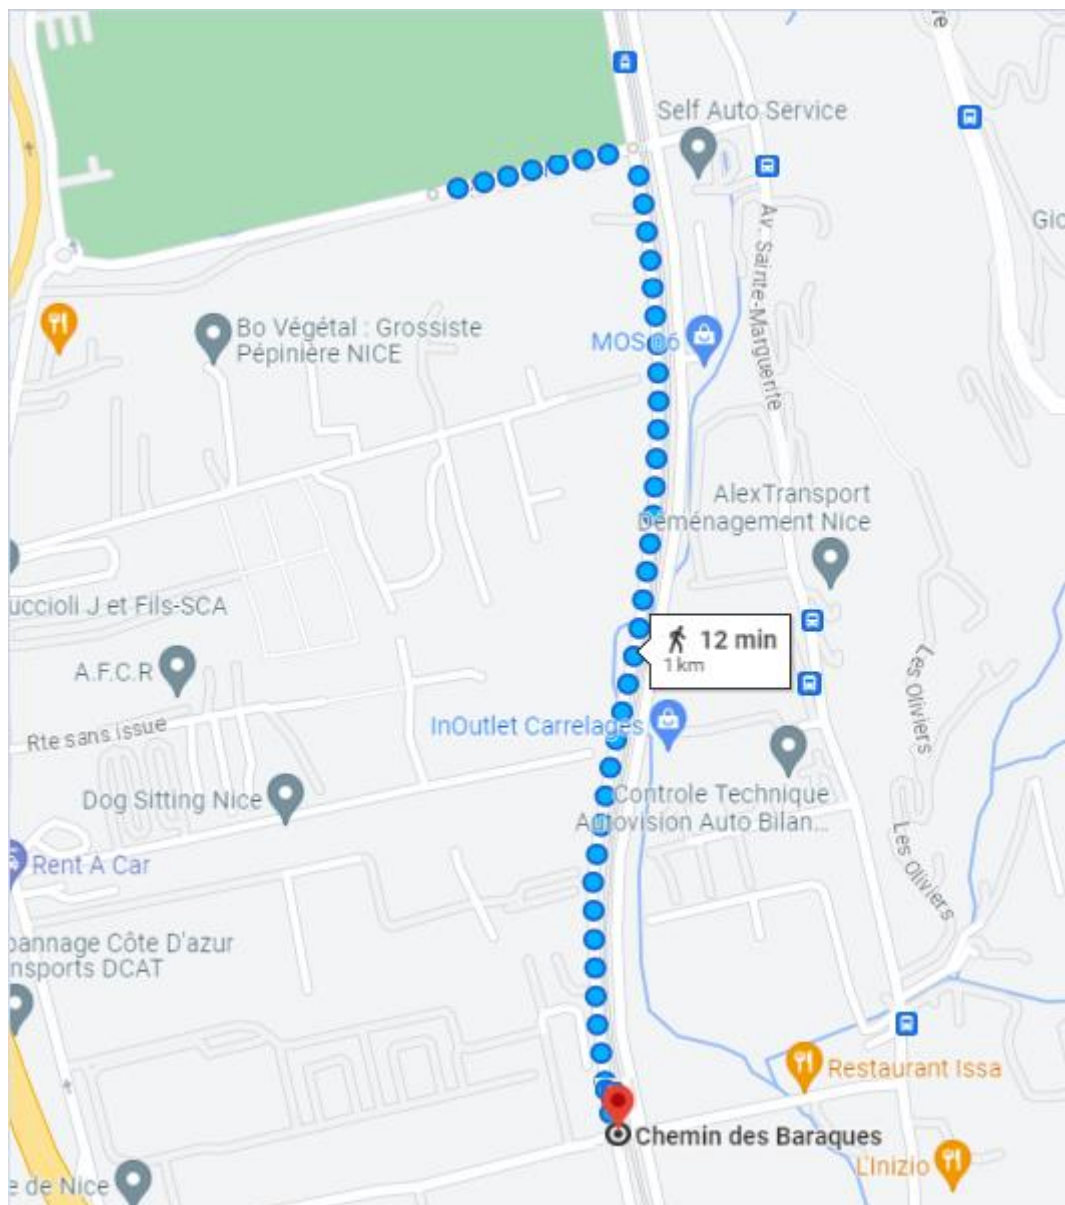 Self Auto Service
Gio
Av. Sainte-Marguerite
Bo Végétal : Grossiste
Pépinière NICE
MOS 06
AlexTransport
Déménagement Nice
uccioli J et Fils-SCA
12 min
1 km
A.F.C.R
Les Oliviers
InOutlet Carrelages
Rte sans issue
Dog Sitting Nice
Controle Technique
Autovision Auto Bilan...
Rent A Car
Les Oliviers
pannage Côte D'azur
nsports DCAT
Restaurant Issa
Chemin des Baraques
L'Inizio
e de Nice